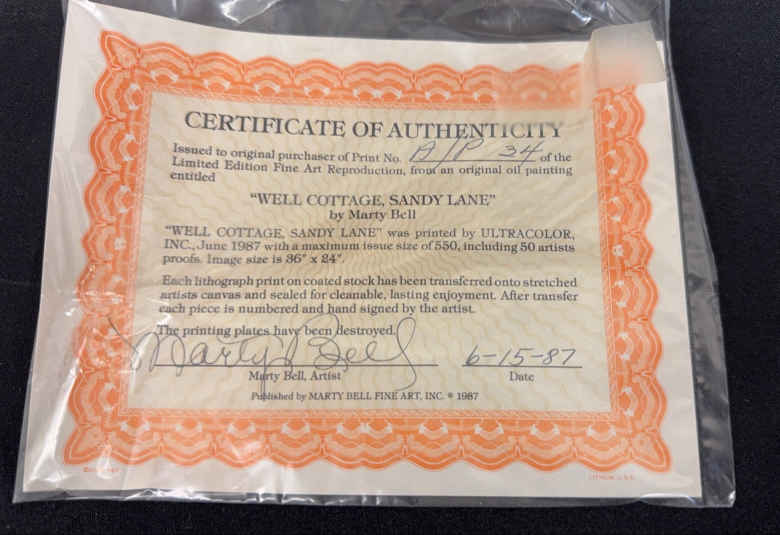 CERTIFICATE OF AUTHENTICITY
Issued to original purchaser of Print No. A/P 34 of the
Limited Edition Fine Art Reproduction, from an original oil painting
entitled
"WELL COTTAGE, SANDY LANE"
by Marty Bell
"WELL COTTAGE, SANDY LANE" was printed by ULTRACOLOR,
INC., June 1987 with a maximum issue size of 550, including 50 artists
proofs. Image size is 36" x 24".
Each lithograph print on coated stock has been transferred onto stretched
artists canvas and sealed for cleanable, lasting enjoyment. After transfer
each piece is numbered and hand signed by the artist.
The printing plates have been destroyed.
Marty Bell 6-15-87
Marty Bell, Artist Date
Published by MARTY BELL FINE ART, INC. © 1987